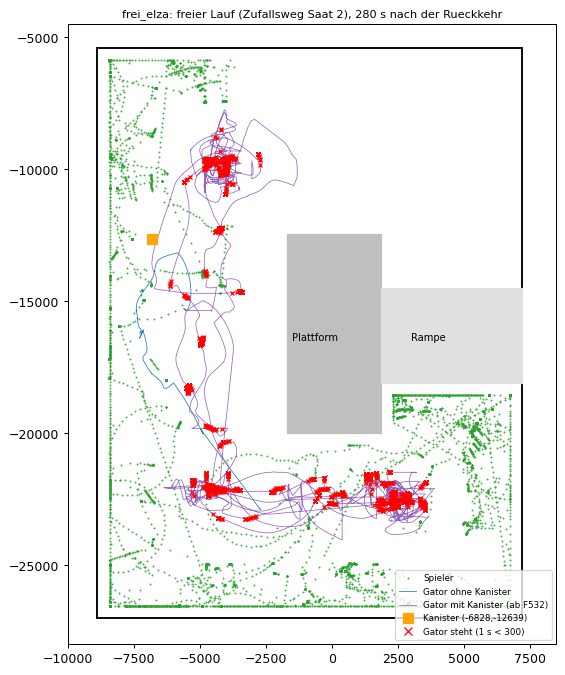 frei_elza: freier Lauf (Zufallsweg Saat 2), 280 s nach der Rueckkehr
−5000
−10000
−15000
−20000
−25000
Plattform
Rampe
Spieler
Gator ohne Kanister
Gator mit Kanister (ab F532)
Kanister (-6828,-12639)
Gator steht (1 s < 300)
−10000 −7500 −5000 −2500 0 2500 5000 7500